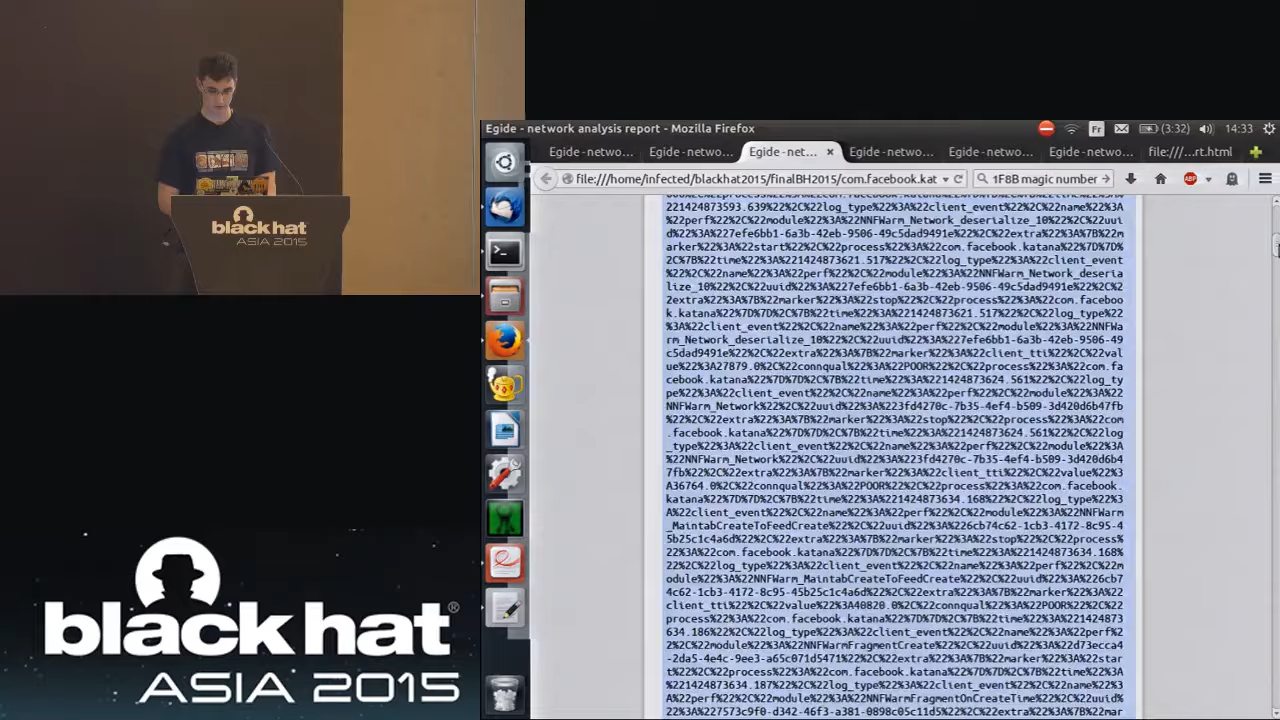 black hat
ASIA 2015
black hat®
ASIA 2015
Egide - network analysis report - Mozilla Firefox
Fr
(3:32)
14:33
Egide - netwo...
Egide - netwo...
Egide - net...
Egide - netwo...
Egide - netwo...
Egide - netwo...
file:///...rt.html
file:///home/infected/blackhat2015/finalBH2015/com.facebook.kat
1F8B magic number
ABP
221424873593.639%22%2C%22log_type%22%3A%22client_event%22%2C%22name%22%3A
%22perf%22%2C%22module%22%3A%22NNFWarm_Network_deserialize_10%22%2C%22uui
d%22%3A%227efe6bb1-6a3b-42eb-9506-49c5dad9491e%22%2C%22extra%22%3A%7B%22m
arker%22%3A%22start%22%2C%22process%22%3A%22com.facebook.katana%22%7D%7D%
2C%7B%22time%22%3A%221424873621.517%22%2C%22log_type%22%3A%22client_event
%22%2C%22name%22%3A%22perf%22%2C%22module%22%3A%22NNFWarm_Network_deseria
lize_10%22%2C%22uuid%22%3A%227efe6bb1-6a3b-42eb-9506-49c5dad9491e%22%2C%22
extra%22%3A%7B%22marker%22%3A%22stop%22%2C%22process%22%3A%22com.faceboo
k.katana%22%7D%7D%2C%7B%22time%22%3A%221424873621.517%22%2C%22log_type%22
%3A%22client_event%22%2C%22name%22%3A%22perf%22%2C%22module%22%3A%22NNFWa
rm_Network_deserialize_10%22%2C%22uuid%22%3A%227efe6bb1-6a3b-42eb-9506-49
c5dad9491e%22%2C%22extra%22%3A%7B%22marker%22%3A%22client_tti%22%2C%22val
ue%22%3A27879.0%2C%22connqual%22%3A%22POOR%22%2C%22process%22%3A%22com.fa
cebook.katana%22%7D%7D%2C%7B%22time%22%3A%221424873624.561%22%2C%22log_ty
pe%22%3A%22client_event%22%2C%22name%22%3A%22perf%22%2C%22module%22%3A%22
NNFWarm_Network%22%2C%22uuid%22%3A%223fd4270c-7b35-4ef4-b509-3d420d6b47fb
%22%2C%22extra%22%3A%7B%22marker%22%3A%22stop%22%2C%22process%22%3A%22com
.facebook.katana%22%7D%7D%2C%7B%22time%22%3A%221424873624.561%22%2C%22log
_type%22%3A%22client_event%22%2C%22name%22%3A%22perf%22%2C%22module%22%3A
%22NNFWarm_Network%22%2C%22uuid%22%3A%223fd4270c-7b35-4ef4-b509-3d420d6b4
7fb%22%2C%22extra%22%3A%7B%22marker%22%3A%22client_tti%22%2C%22value%22%3
A36764.0%2C%22connqual%22%3A%22POOR%22%2C%22process%22%3A%22com.facebook.
katana%22%7D%7D%2C%7B%22time%22%3A%221424873634.168%22%2C%22log_type%22%3
A%22client_event%22%2C%22name%22%3A%22perf%22%2C%22module%22%3A%22NNFWarm
_MaintabCreateToFeedCreate%22%2C%22uuid%22%3A%226cb74c62-1cb3-4172-8c95-4
5b25c1c4a6d%22%2C%22extra%22%3A%7B%22marker%22%3A%22stop%22%2C%22process%
22%3A%22com.facebook.katana%22%7D%7D%2C%7B%22time%22%3A%221424873634.168%
22%2C%22log_type%22%3A%22client_event%22%2C%22name%22%3A%22perf%22%2C%22m
odule%22%3A%22NNFWarm_MaintabCreateToFeedCreate%22%2C%22uuid%22%3A%226cb7
4c62-1cb3-4172-8c95-45b25c1c4a6d%22%2C%22extra%22%3A%7B%22marker%22%3A%22
client_tti%22%2C%22value%22%3A40820.0%2C%22connqual%22%3A%22POOR%22%2C%22
process%22%3A%22com.facebook.katana%22%7D%7D%2C%7B%22time%22%3A%221424873
634.186%22%2C%22log_type%22%3A%22client_event%22%2C%22name%22%3A%22perf%2
2%2C%22module%22%3A%22NNFWarmFragmentCreate%22%2C%22uuid%22%3A%22d73ecca4
-2da5-4e4c-9ee3-a65c071d5471%22%2C%22extra%22%3A%7B%22marker%22%3A%22star
t%22%2C%22process%22%3A%22com.facebook.katana%22%7D%7D%2C%7B%22time%22%3A
%221424873634.187%22%2C%22log_type%22%3A%22client_event%22%2C%22name%22%3
A%22perf%22%2C%22module%22%3A%22NNFWarmFragmentOnCreateTime%22%2C%22uuid%
22%3A%227573c9f0-d342-46f3-a381-0898c05c11d5%22%2C%22extra%22%3A%7B%22mar